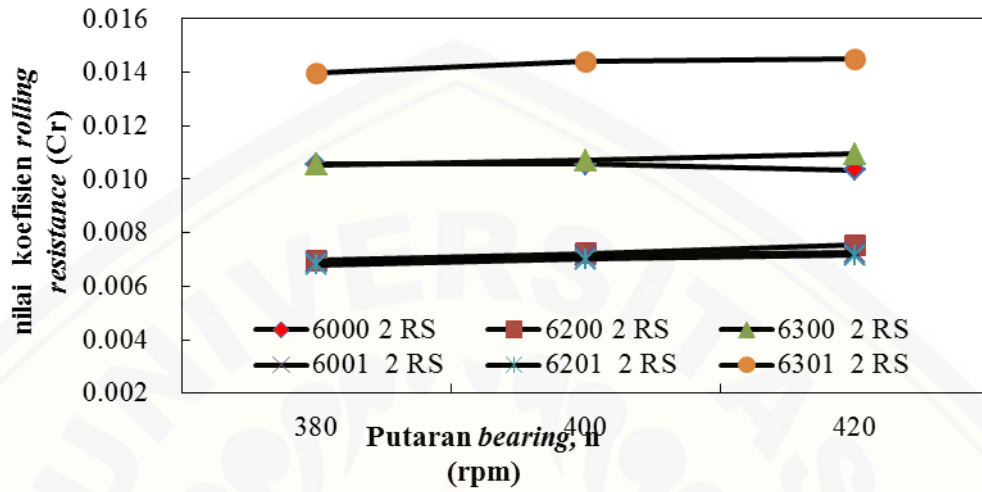 0.016
0.014
0.012
0.010
0.008
0.006
0.004
0.002
nilai koefisien rolling
resistance (Cr)
6000 2 RS
6200 2 RS
6300 2 RS
6001 2 RS
6201 2 RS
6301 2 RS
380
400
420
Putaran bearing, n
(rpm)
UNIVERSITAS